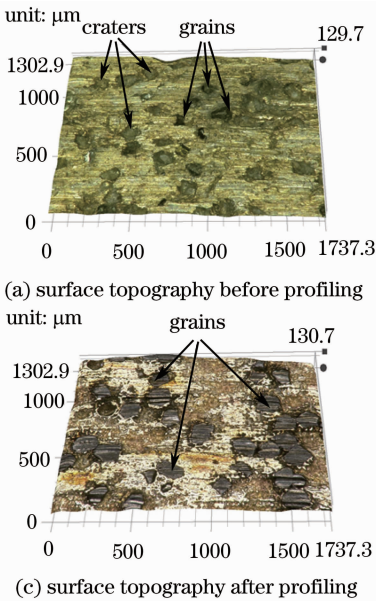 unit: μm
craters grains
129.7
1302.9
1000
500
0
0 500 1000 1500 1737.3
(a) surface topography before profiling
unit: μm
grains
130.7
1302.9
1000
500
0
0 500 1000 1500 1737.3
(c) surface topography after profiling